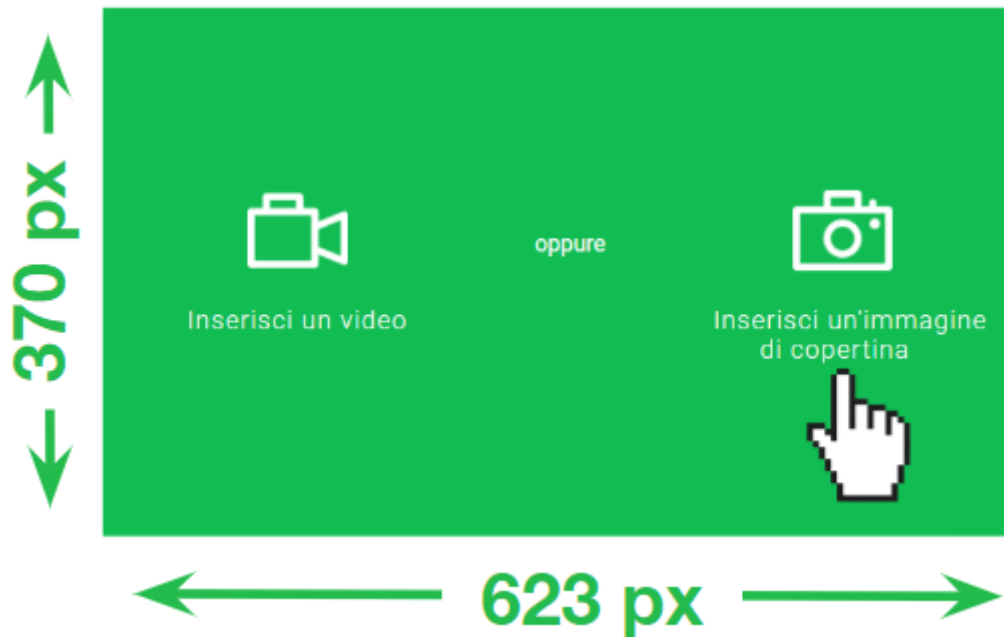 370 px
oppure
Inserisci un video
Inserisci un'immagine
di copertina
623 px